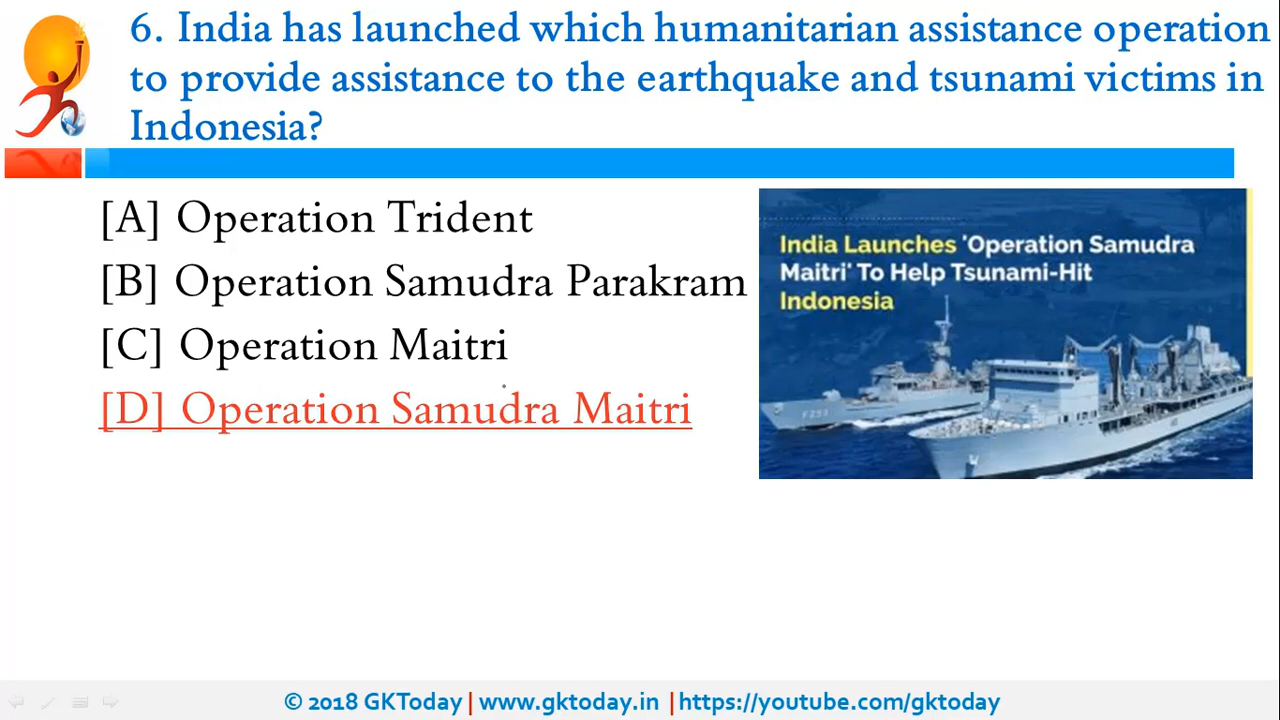 6. India has launched which humanitarian assistance operation
to provide assistance to the earthquake and tsunami victims in
Indonesia?
[A] Operation Trident
[B] Operation Samudra Parakram
[C] Operation Maitri
[D] Operation Samudra Maitri
India Launches 'Operation Samudra
Maitri' To Help Tsunami-Hit
Indonesia
F253
© 2018 GKToday | www.gktoday.in | https://youtube.com/gktoday